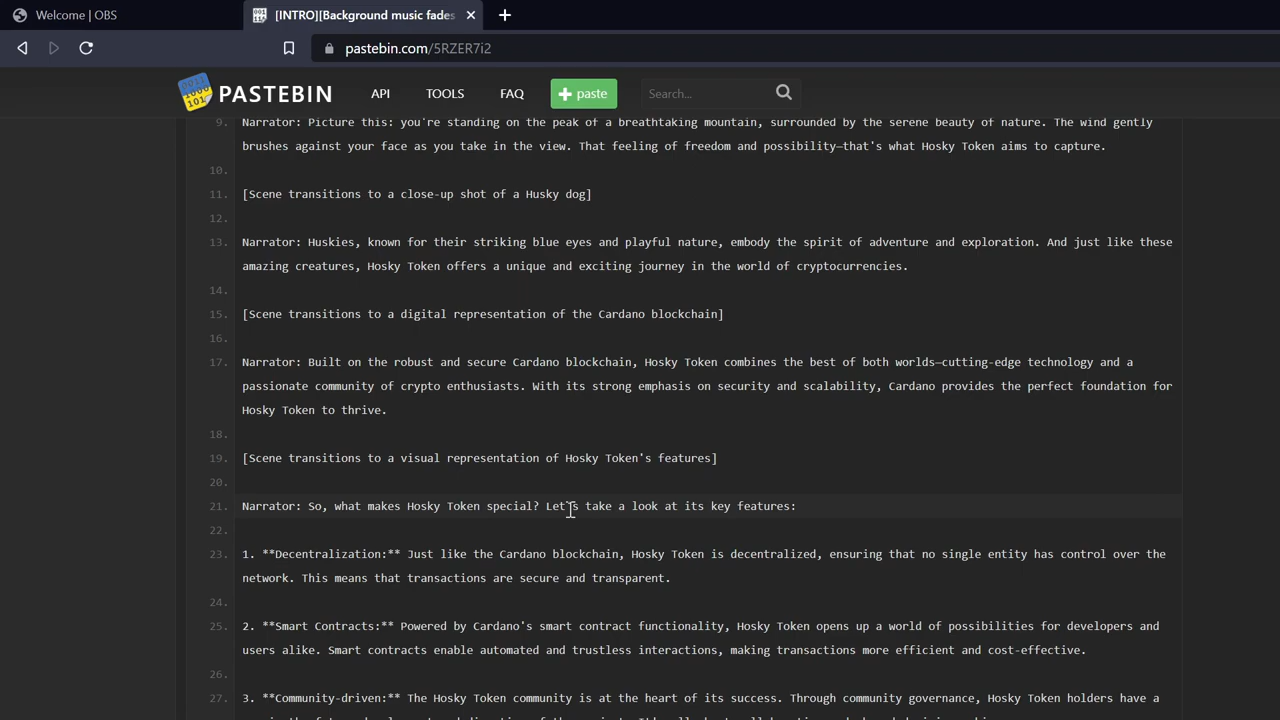 Welcome | OBS
[INTRO][Background music fades
pastebin.com/5RZER7i2
PASTEBIN
API
TOOLS
FAQ
paste
Search...
9. Narrator: Picture this: you're standing on the peak of a breathtaking mountain, surrounded by the serene beauty of nature. The wind gently
brushes against your face as you take in the view. That feeling of freedom and possibility—that's what Hosky Token aims to capture.
10.
11. [Scene transitions to a close-up shot of a Husky dog]
12.
13. Narrator: Huskies, known for their striking blue eyes and playful nature, embody the spirit of adventure and exploration. And just like these
amazing creatures, Hosky Token offers a unique and exciting journey in the world of cryptocurrencies.
14.
15. [Scene transitions to a digital representation of the Cardano blockchain]
16.
17. Narrator: Built on the robust and secure Cardano blockchain, Hosky Token combines the best of both worlds—cutting-edge technology and a
passionate community of crypto enthusiasts. With its strong emphasis on security and scalability, Cardano provides the perfect foundation for
Hosky Token to thrive.
18.
19. [Scene transitions to a visual representation of Hosky Token's features]
20.
21. Narrator: So, what makes Hosky Token special? Let's take a look at its key features:
22.
23. 1. **Decentralization:** Just like the Cardano blockchain, Hosky Token is decentralized, ensuring that no single entity has control over the
network. This means that transactions are secure and transparent.
24.
25. 2. **Smart Contracts:** Powered by Cardano's smart contract functionality, Hosky Token opens up a world of possibilities for developers and
users alike. Smart contracts enable automated and trustless interactions, making transactions more efficient and cost-effective.
26.
27. 3. **Community-driven:** The Hosky Token community is at the heart of its success. Through community governance, Hosky Token holders have a